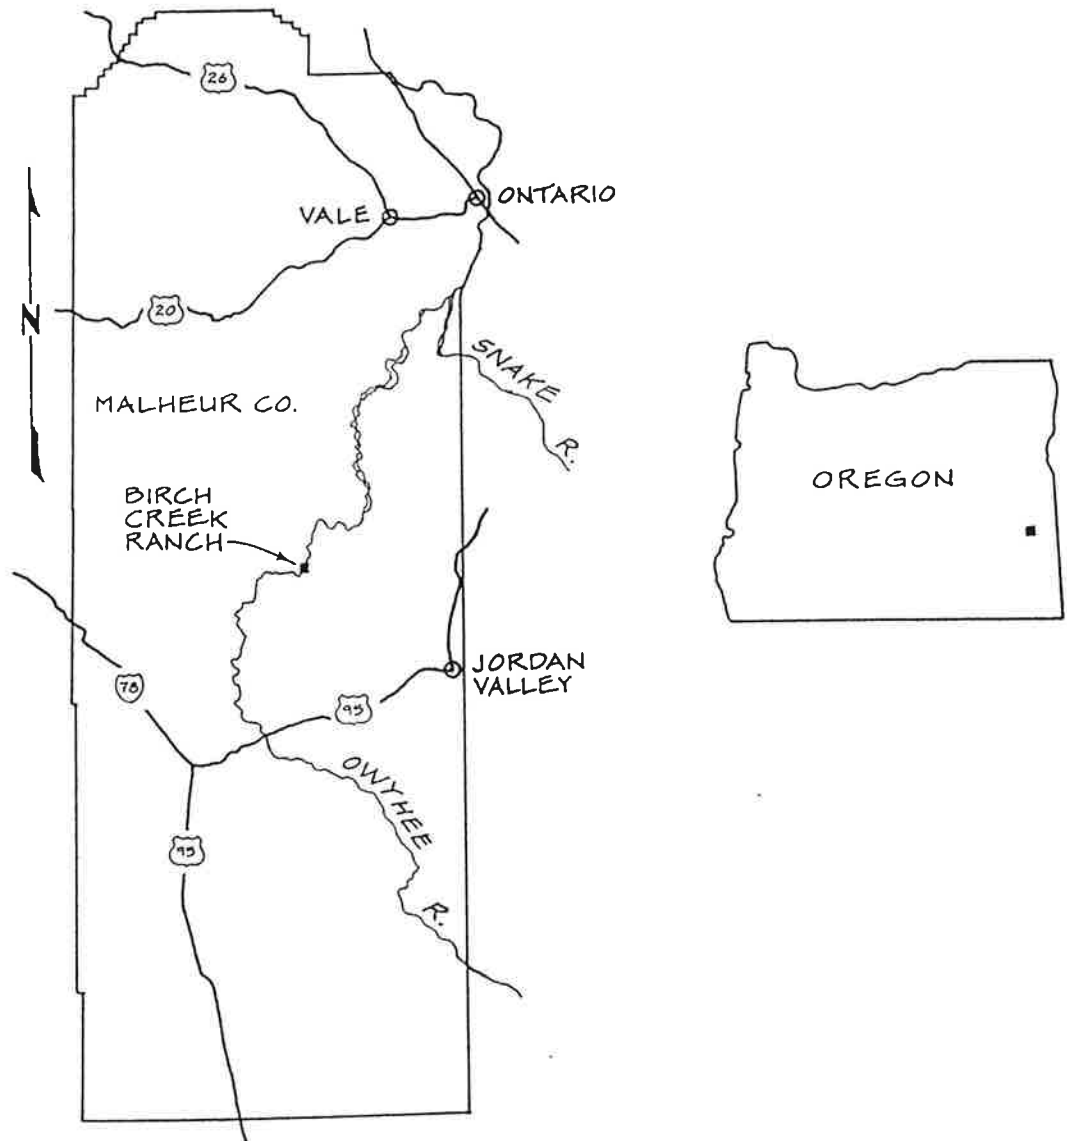 26
ONTARIO
VALE
20
N
SNAKE
R.
MALHEUR CO.
OREGON
BIRCH
CREEK
RANCH
JORDAN
VALLEY
78
95
OWYHEE
R.
95